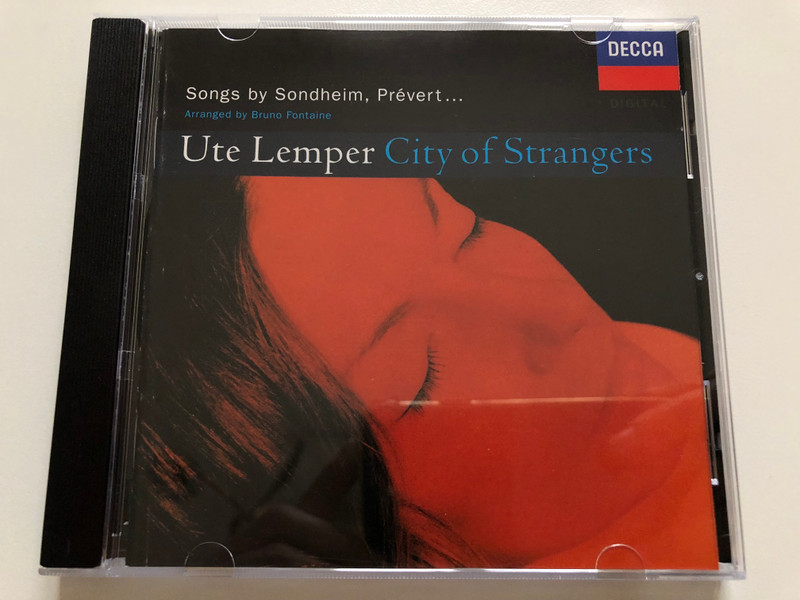 DECCA
DIGITAL
Songs by Sondheim, Prévert...
Arranged by Bruno Fontaine
Ute Lemper City of Strangers